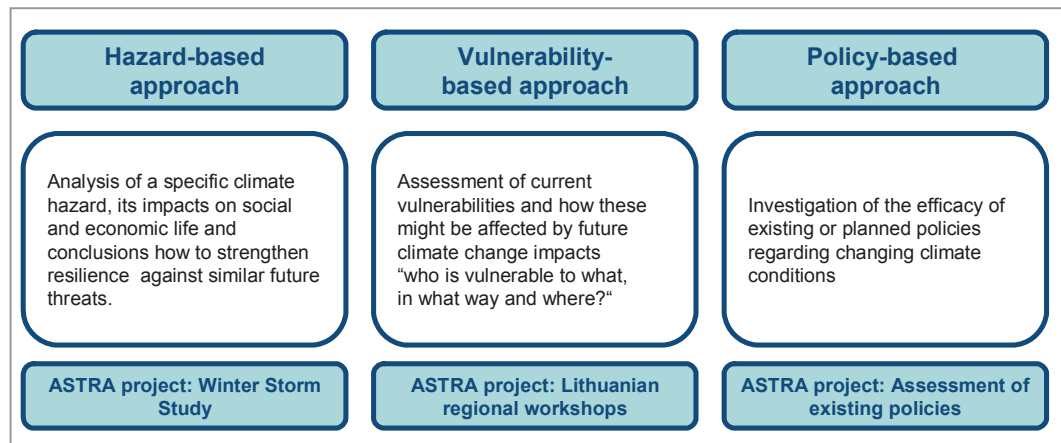 Hazard-based
approach
Analysis of a specific climate
hazard, its impacts on social
and economic life and
conclusions how to strengthen
resilience against similar future
threats.
ASTRA project: Winter Storm
Study
Vulnerability-
based approach
Assessment of current
vulnerabilities and how these
might be affected by future
climate change impacts
“who is vulnerable to what,
in what way and where?“
ASTRA project: Lithuanian
regional workshops
Policy-based
approach
Investigation of the efficacy of
existing or planned policies
regarding changing climate
conditions
ASTRA project: Assessment of
existing policies